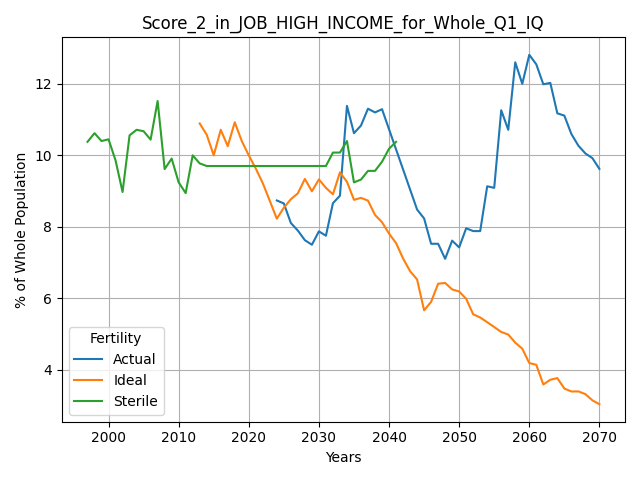 Score_2_in_JOB_HIGH_INCOME_for_Whole_Q1_IQ
% of Whole Population
12
10
8
6
4
Fertility
Actual
Ideal
Sterile
2000 2010 2020 2030 2040 2050 2060 2070
Years